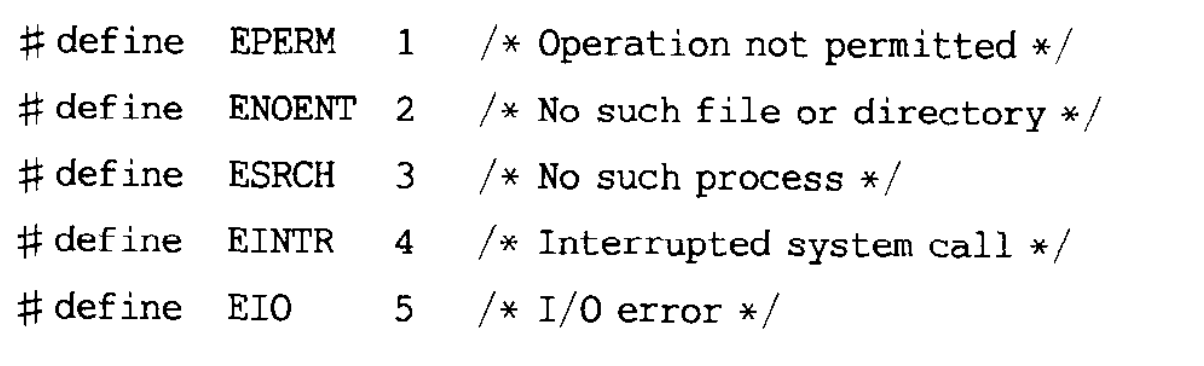 # define EPERM 1 /* Operation not permitted */
# define ENOENT 2 /* No such file or directory */
# define ESRCH 3 /* No such process */
# define EINTR 4 /* Interrupted system call */
# define EIO 5 /* I/O error */